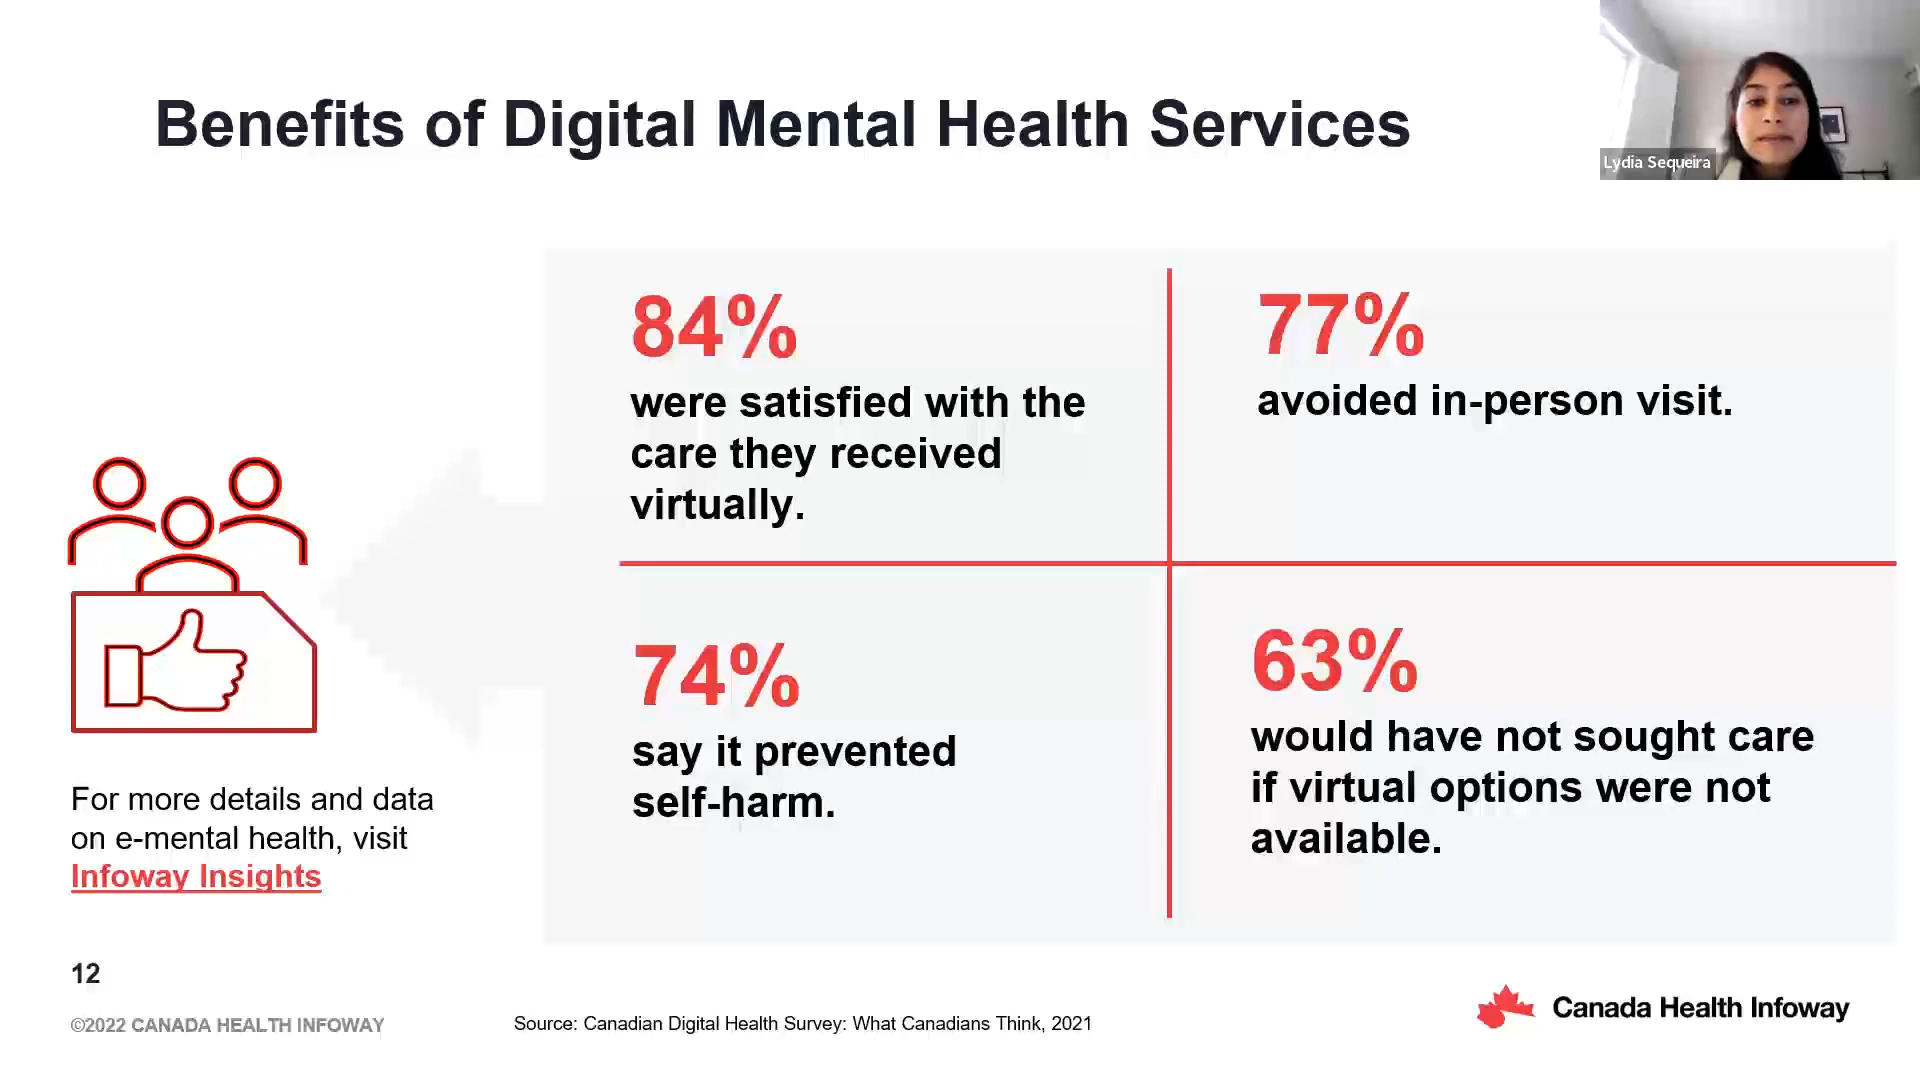 Benefits of Digital Mental Health Services
Lydia Sequeira
84%
were satisfied with the
care they received
virtually.
77%
avoided in-person visit.
74%
say it prevented
self-harm.
63%
would have not sought care
if virtual options were not
available.
For more details and data
on e-mental health, visit
Infoway Insights
12
©2022 CANADA HEALTH INFOWAY
Source: Canadian Digital Health Survey: What Canadians Think, 2021
Canada Health Infoway